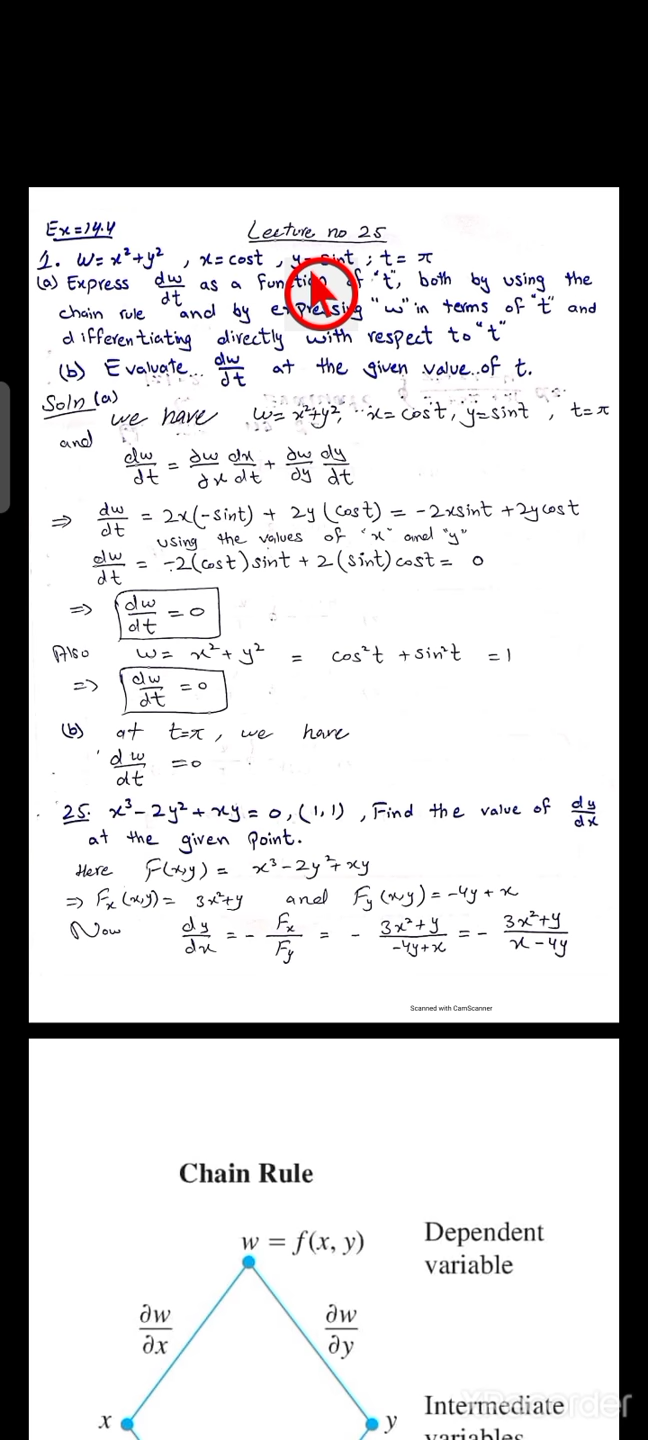 Ex=14.4 Lecture no 25
1. w= x²+y² , x=cost , y=sint ; t= π
(a) Express dw/dt as a function of "t", both by using the
chain rule and by expressing "w" in terms of "t" and
differentiating directly with respect to "t"
(b) Evaluate dw/dt at the given value of t.
Soln (a) we have w= x²+y², x=cost, y=sint , t=π
and
dw/dt = ∂w/∂x dx/dt + ∂w/∂y dy/dt
⇒ dw/dt = 2x(-sint) + 2y(cost) = -2xsint +2ycost
using the values of "x" and "y"
dw/dt = -2(cost)sint + 2(sint)cost = 0
=> dw/dt = 0
Also w= x²+y² = cos²t +sin²t =1
=> dw/dt = 0
(b) at t=π, we have
dw/dt =0
25. x³-2y²+xy=0,(1,1) ,Find the value of dy/dx
at the given point.
Here F(x,y) = x³-2y²+xy
⇒ Fx(x,y)= 3x²+y and Fy(x,y)=-4y+x
Now dy/dx = - Fx/Fy = - 3x²+y/-4y+x = - 3x²+y/x-4y
Scanned with CamScanner
Chain Rule
w = f(x, y) Dependent
variable
∂w/∂x ∂w/∂y
x y Intermediate
variables
XRecorder